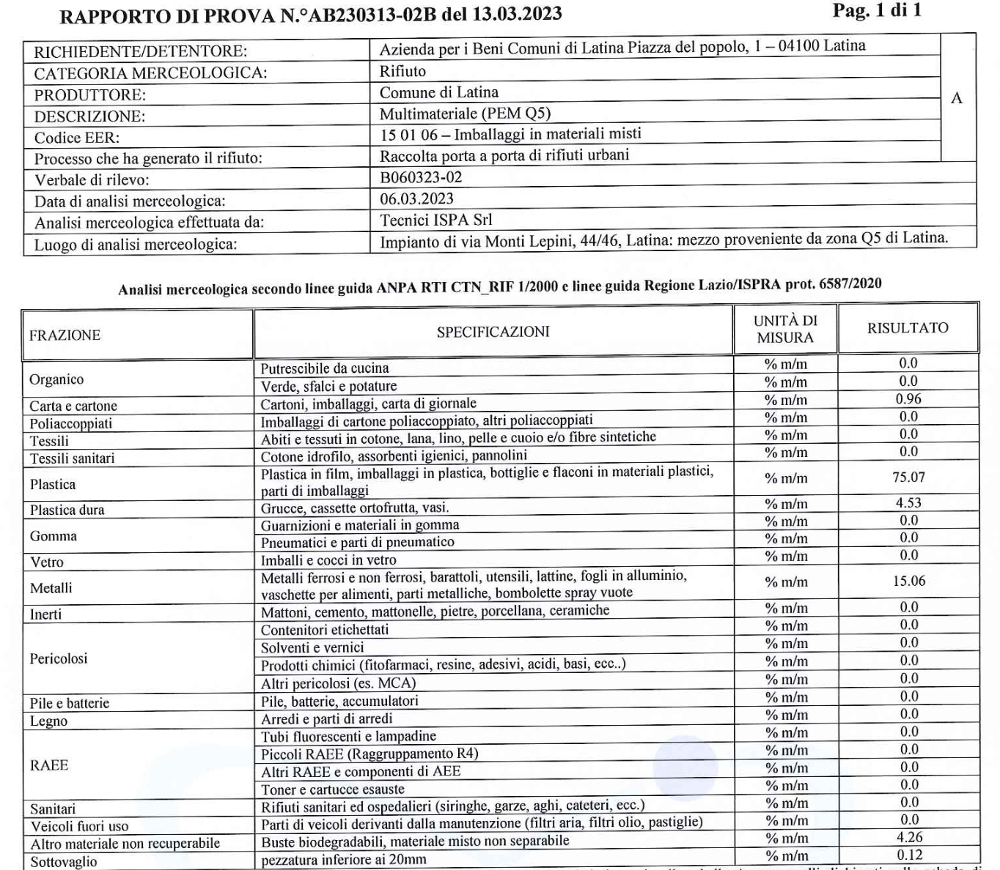 RAPPORTO DI PROVA N.°AB230313-02B del 13.03.2023 Pag. 1 di 1
RICHIEDENTE/DETENTORE: Azienda per i Beni Comuni di Latina Piazza del popolo, 1 – 04100 Latina
CATEGORIA MERCEOLOGICA: Rifiuto
PRODUTTORE: Comune di Latina
A
DESCRIZIONE: Multimateriale (PEM Q5)
Codice EER: 15 01 06 – Imballaggi in materiali misti
Processo che ha generato il rifiuto: Raccolta porta a porta di rifiuti urbani
Verbale di rilevo: B060323-02
Data di analisi merceologica: 06.03.2023
Analisi merceologica effettuata da: Tecnici ISPA Srl
Luogo di analisi merceologica: Impianto di via Monti Lepini, 44/46, Latina: mezzo proveniente da zona Q5 di Latina.
Analisi merceologica secondo linee guida ANPA RTI CTN_RIF 1/2000 e linee guida Regione Lazio/ISPRA prot. 6587/2020
FRAZIONE SPECIFICAZIONI UNITÀ DI MISURA RISULTATO
Organico Putrescibile da cucina % m/m 0.0
Verde, sfalci e potature % m/m 0.0
Carta e cartone Cartoni, imballaggi, carta di giornale % m/m 0.96
Poliaccoppiati Imballaggi di cartone poliaccoppiato, altri poliaccoppiati % m/m 0.0
Tessili Abiti e tessuti in cotone, lana, lino, pelle e cuoio e/o fibre sintetiche % m/m 0.0
Tessili sanitari Cotone idrofilo, assorbenti igienici, pannolini % m/m 0.0
Plastica Plastica in film, imballaggi in plastica, bottiglie e flaconi in materiali plastici, % m/m 75.07
parti di imballaggi
Plastica dura Grucce, cassette ortofrutta, vasi. % m/m 4.53
Gomma Guarnizioni e materiali in gomma % m/m 0.0
Pneumatici e parti di pneumatico % m/m 0.0
Vetro Imballi e cocci in vetro % m/m 0.0
Metalli Metalli ferrosi e non ferrosi, barattoli, utensili, lattine, fogli in alluminio, % m/m 15.06
vaschette per alimenti, parti metalliche, bombolette spray vuote
Inerti Mattoni, cemento, mattonelle, pietre, porcellana, ceramiche % m/m 0.0
Pericolosi Contenitori etichettati % m/m 0.0
Solventi e vernici % m/m 0.0
Prodotti chimici (fitofarmaci, resine, adesivi, acidi, basi, ecc..) % m/m 0.0
Altri pericolosi (es. MCA) % m/m 0.0
Pile e batterie Pile, batterie, accumulatori % m/m 0.0
Legno Arredi e parti di arredi % m/m 0.0
RAEE Tubi fluorescenti e lampadine % m/m 0.0
Piccoli RAEE (Raggruppamento R4) % m/m 0.0
Altri RAEE e componenti di AEE % m/m 0.0
Toner e cartucce esauste % m/m 0.0
Sanitari Rifiuti sanitari ed ospedalieri (siringhe, garze, aghi, cateteri, ecc.) % m/m 0.0
Veicoli fuori uso Parti di veicoli derivanti dalla manutenzione (filtri aria, filtri olio, pastiglie) % m/m 0.0
Altro materiale non recuperabile Buste biodegradabili, materiale misto non separabile % m/m 4.26
Sottovaglio pezzatura inferiore ai 20mm % m/m 0.12